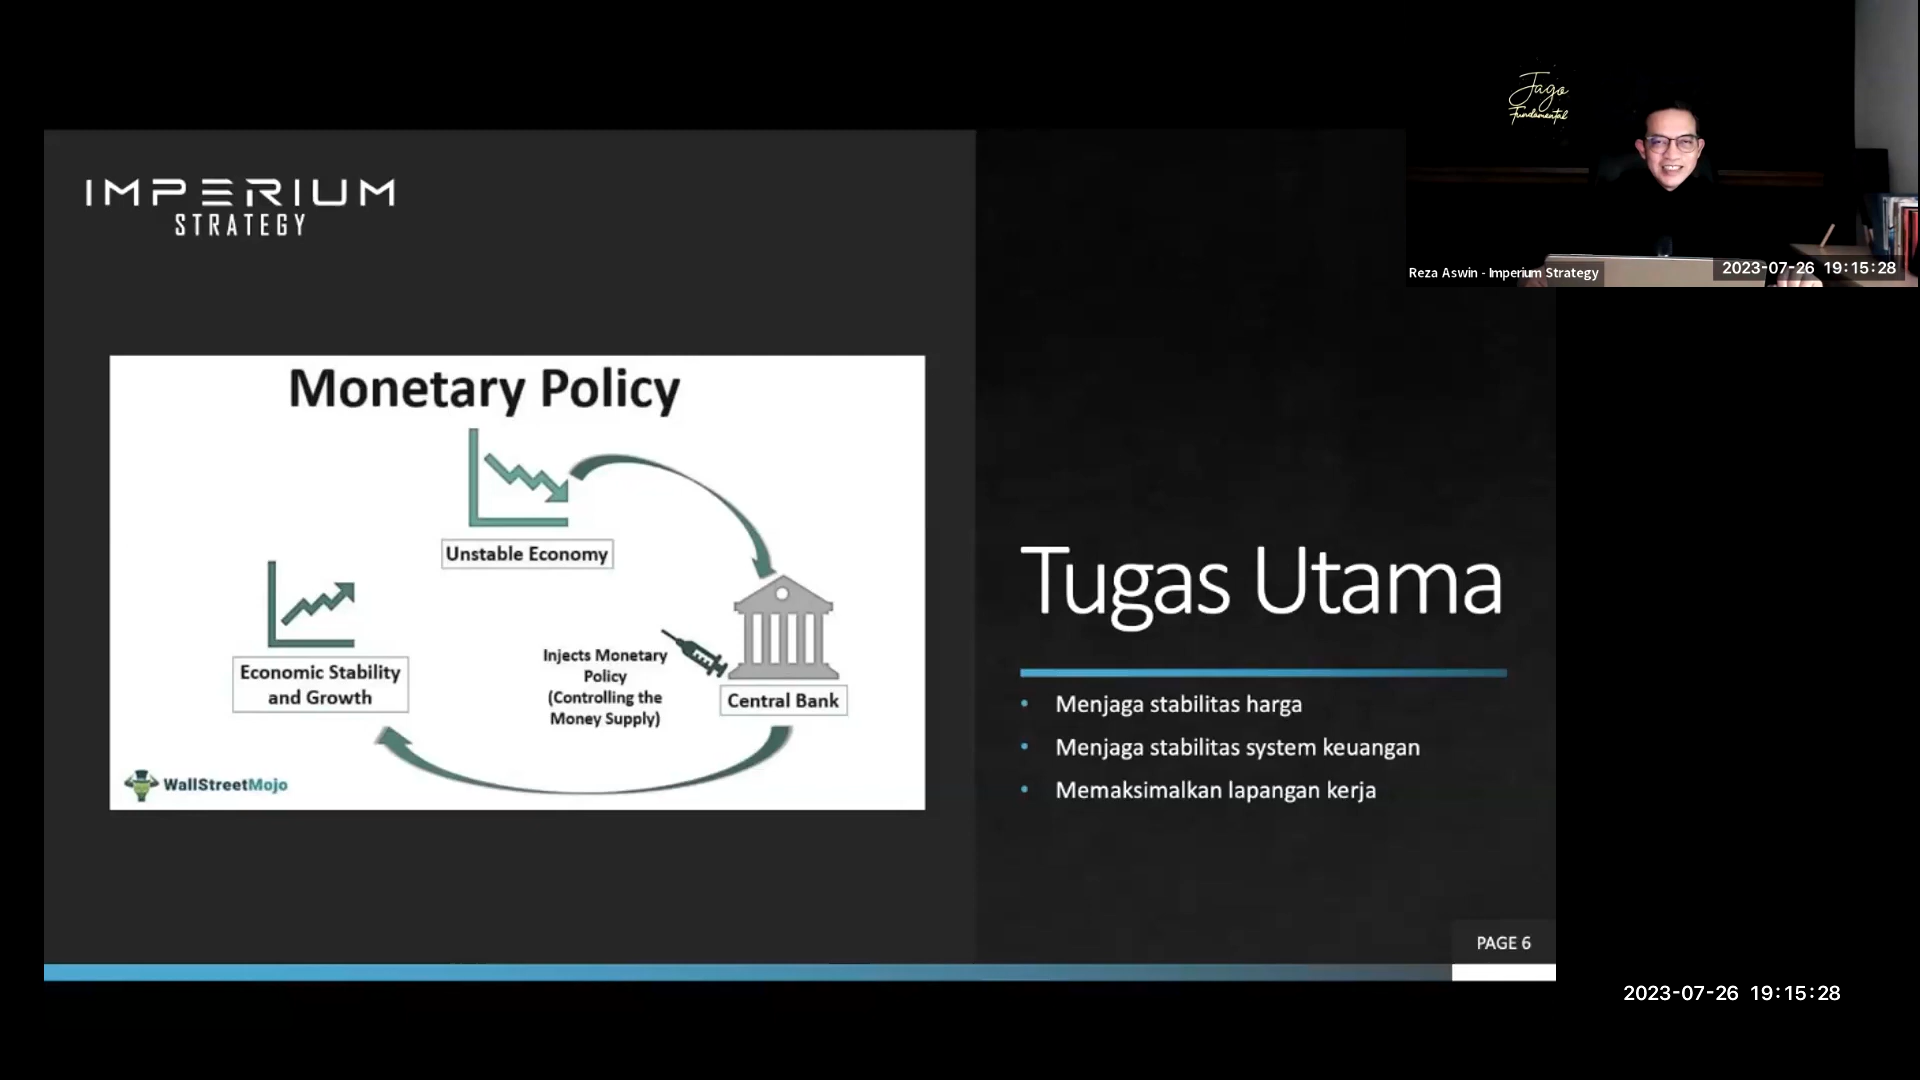 Jago
Fundamental
Reza Aswin - Imperium Strategy
2023-07-26 19:15:28
IMPERIUM
STRATEGY
Monetary Policy
Unstable Economy
Economic Stability
and Growth
Injects Monetary
Policy
(Controlling the
Money Supply)
Central Bank
WallStreetMojo
Tugas Utama
• Menjaga stabilitas harga
• Menjaga stabilitas system keuangan
• Memaksimalkan lapangan kerja
PAGE 6
2023-07-26 19:15:28